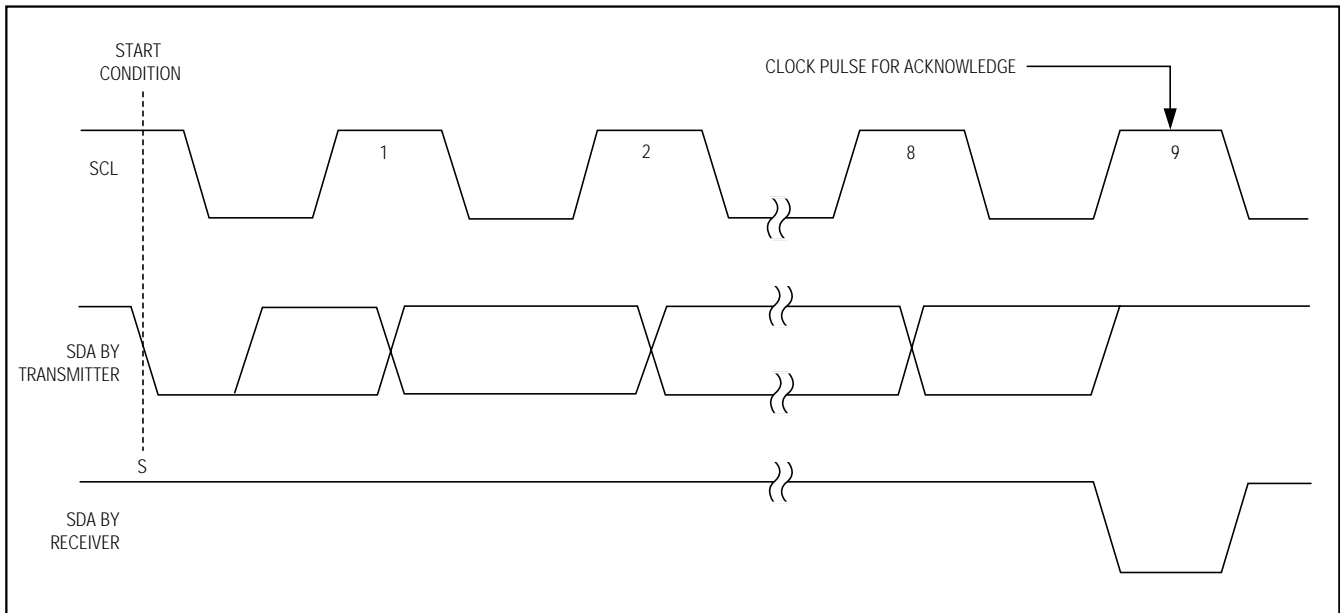 START
CONDITION
CLOCK PULSE FOR ACKNOWLEDGE
SCL
1
2
8
9
SDA BY
TRANSMITTER
S
SDA BY
RECEIVER